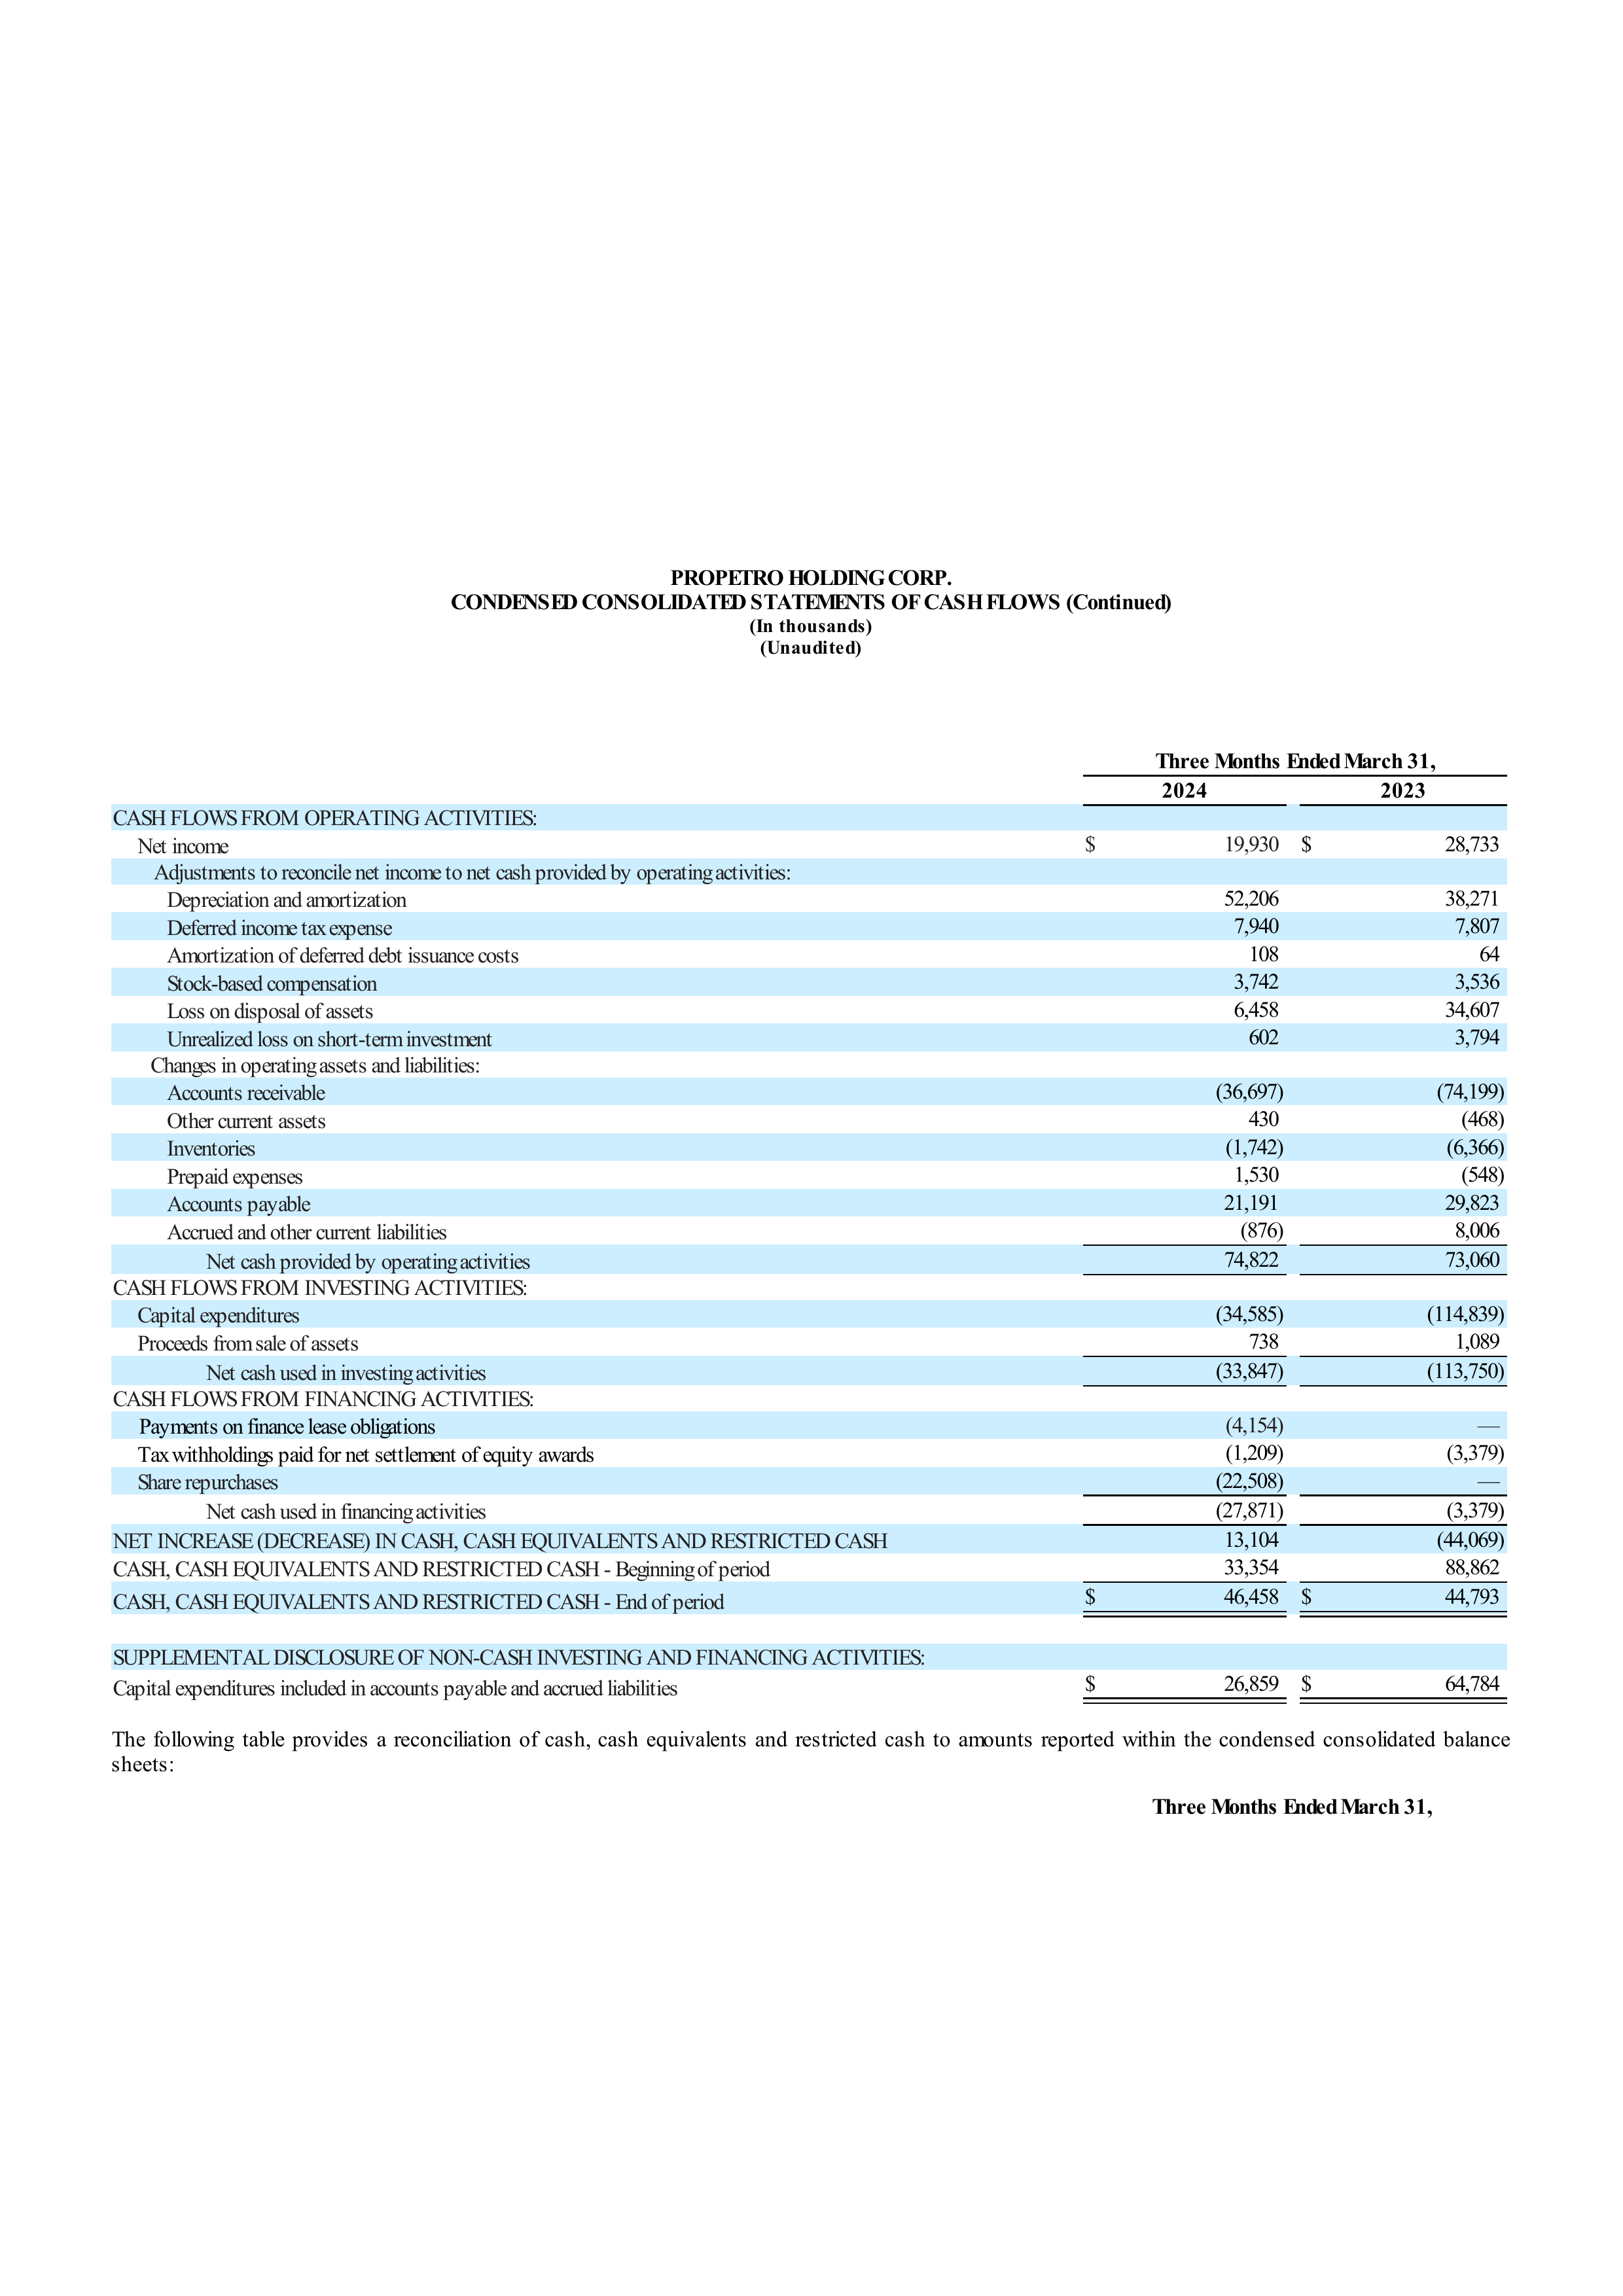 PROPETRO HOLDING CORP.
CONDENSED CONSOLIDATED STATEMENTS OF CASH FLOWS (Continued)
(In thousands)
(Unaudited)
Three Months Ended March 31,
2024 2023
CASH FLOWS FROM OPERATING ACTIVITIES:
Net income $ 19,930 $ 28,733
Adjustments to reconcile net income to net cash provided by operating activities:
Depreciation and amortization 52,206 38,271
Deferred income tax expense 7,940 7,807
Amortization of deferred debt issuance costs 108 64
Stock-based compensation 3,742 3,536
Loss on disposal of assets 6,458 34,607
Unrealized loss on short-term investment 602 3,794
Changes in operating assets and liabilities:
Accounts receivable (36,697) (74,199)
Other current assets 430 (468)
Inventories (1,742) (6,366)
Prepaid expenses 1,530 (548)
Accounts payable 21,191 29,823
Accrued and other current liabilities (876) 8,006
Net cash provided by operating activities 74,822 73,060
CASH FLOWS FROM INVESTING ACTIVITIES:
Capital expenditures (34,585) (114,839)
Proceeds from sale of assets 738 1,089
Net cash used in investing activities (33,847) (113,750)
CASH FLOWS FROM FINANCING ACTIVITIES:
Payments on finance lease obligations (4,154) —
Tax withholdings paid for net settlement of equity awards (1,209) (3,379)
Share repurchases (22,508) —
Net cash used in financing activities (27,871) (3,379)
NET INCREASE (DECREASE) IN CASH, CASH EQUIVALENTS AND RESTRICTED CASH 13,104 (44,069)
CASH, CASH EQUIVALENTS AND RESTRICTED CASH - Beginning of period 33,354 88,862
CASH, CASH EQUIVALENTS AND RESTRICTED CASH - End of period $ 46,458 $ 44,793
SUPPLEMENTAL DISCLOSURE OF NON-CASH INVESTING AND FINANCING ACTIVITIES:
Capital expenditures included in accounts payable and accrued liabilities $ 26,859 $ 64,784
The following table provides a reconciliation of cash, cash equivalents and restricted cash to amounts reported within the condensed consolidated balance
sheets:
Three Months Ended March 31,